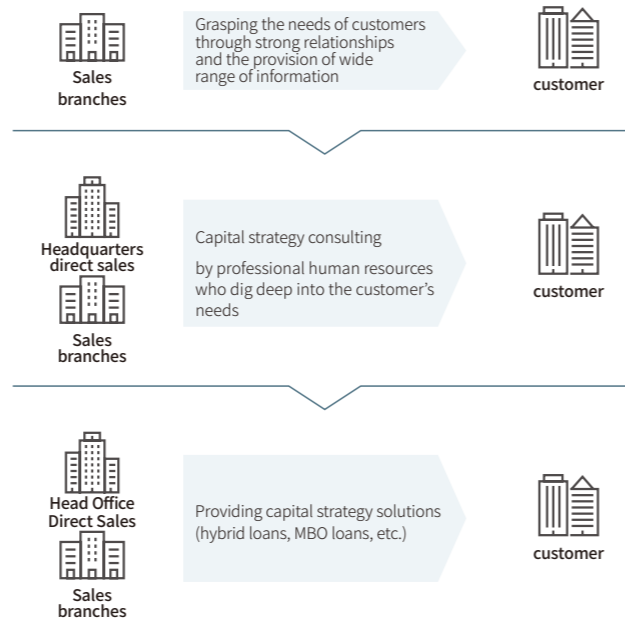 Sales
branches
Grasping the needs of customers
through strong relationships
and the provision of wide
range of information
customer
Headquarters
direct sales
Sales
branches
Capital strategy consulting
by professional human resources
who dig deep into the customer's
needs
customer
Head Office
Direct Sales
Sales
branches
Providing capital strategy solutions
(hybrid loans, MBO loans, etc.)
customer